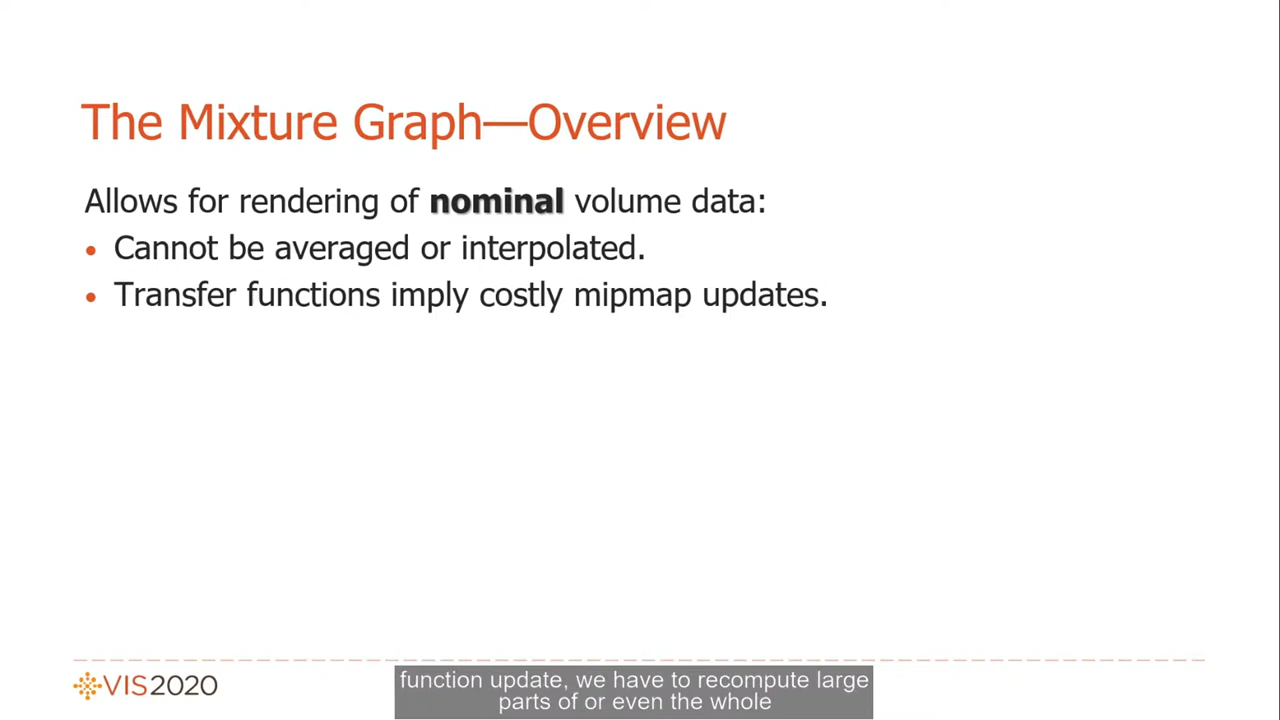 The Mixture Graph—Overview
Allows for rendering of nominal volume data:
• Cannot be averaged or interpolated.
• Transfer functions imply costly mipmap updates.
VIS2020
function update, we have to recompute large
parts of or even the whole